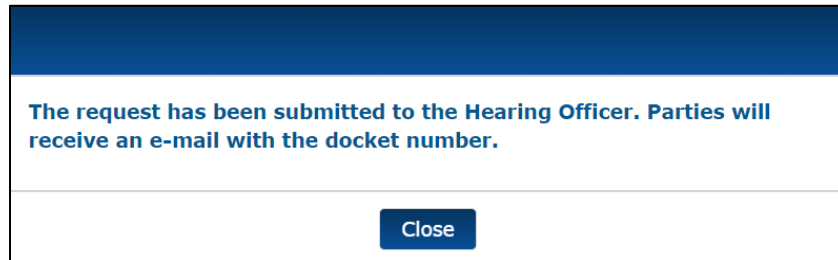 The request has been submitted to the Hearing Officer. Parties will
receive an e-mail with the docket number.
Close